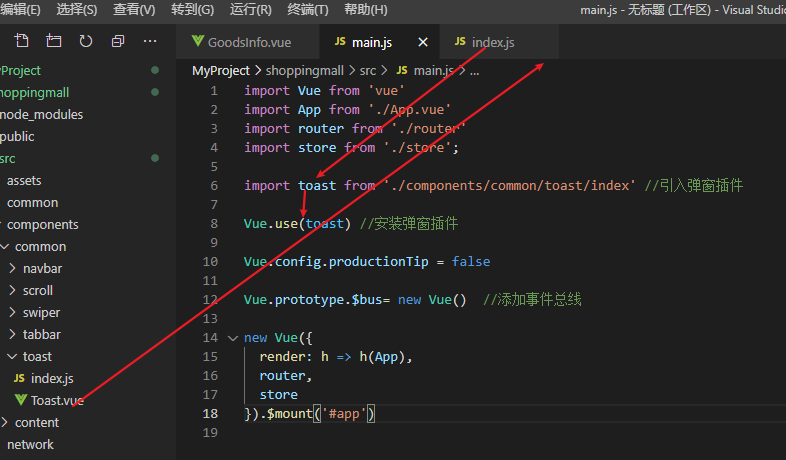 编辑(E) 选择(S) 查看(V) 转到(G) 运行(R) 终端(T) 帮助(H) main.js - 无标题 (工作区) - Visual Studio
GoodsInfo.vue JS main.js JS index.js
MyProject > shoppingmall > src > JS main.js > ...
yProject
hoppingmall
node_modules
public
src
assets
common
components
common
navbar
scroll
swiper
tabbar
toast
JS index.js
Toast.vue
content
network
1 import Vue from 'vue'
2 import App from './App.vue'
3 import router from './router'
4 import store from './store';
5
6 import toast from './components/common/toast/index' //引入弹窗插件
7
8 Vue.use(toast) //安装弹窗插件
9
10 Vue.config.productionTip = false
11
12 Vue.prototype.$bus= new Vue() //添加事件总线
13
14 new Vue({
15 render: h => h(App),
16 router,
17 store
18 }).$mount('#app')
19